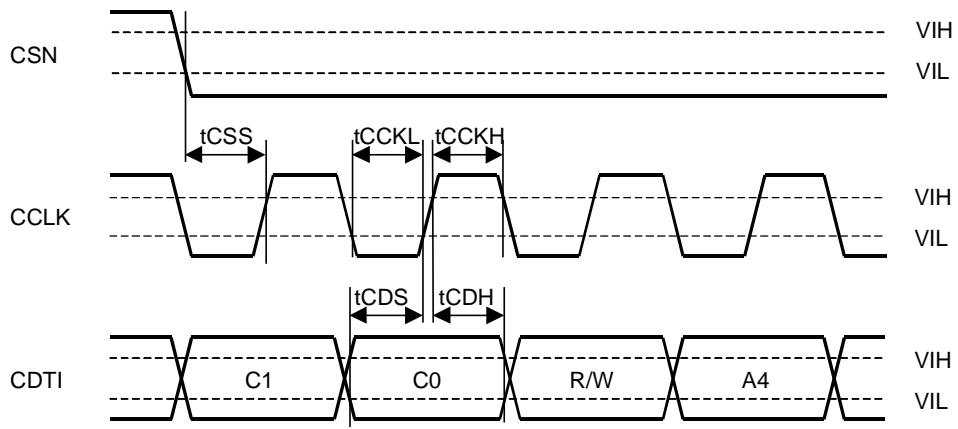 VIH
CSN
VIL
tCSS tCCKL tCCKH
VIH
CCLK
VIL
tCDS tCDH
VIH
CDTI C1 C0 R/W A4
VIL